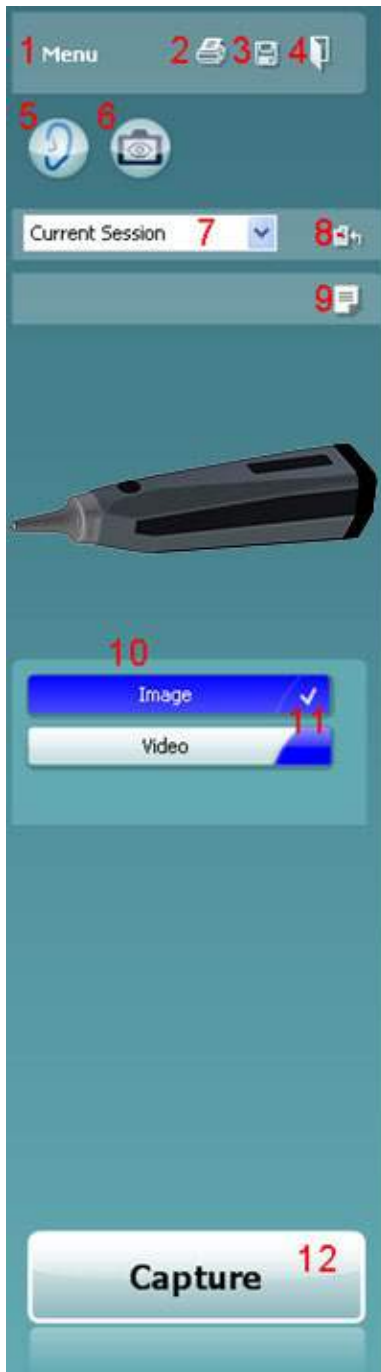 1 Menu 2 3 4
5 6
Current Session 7 8
9
10
Image
11
Video
Capture 12